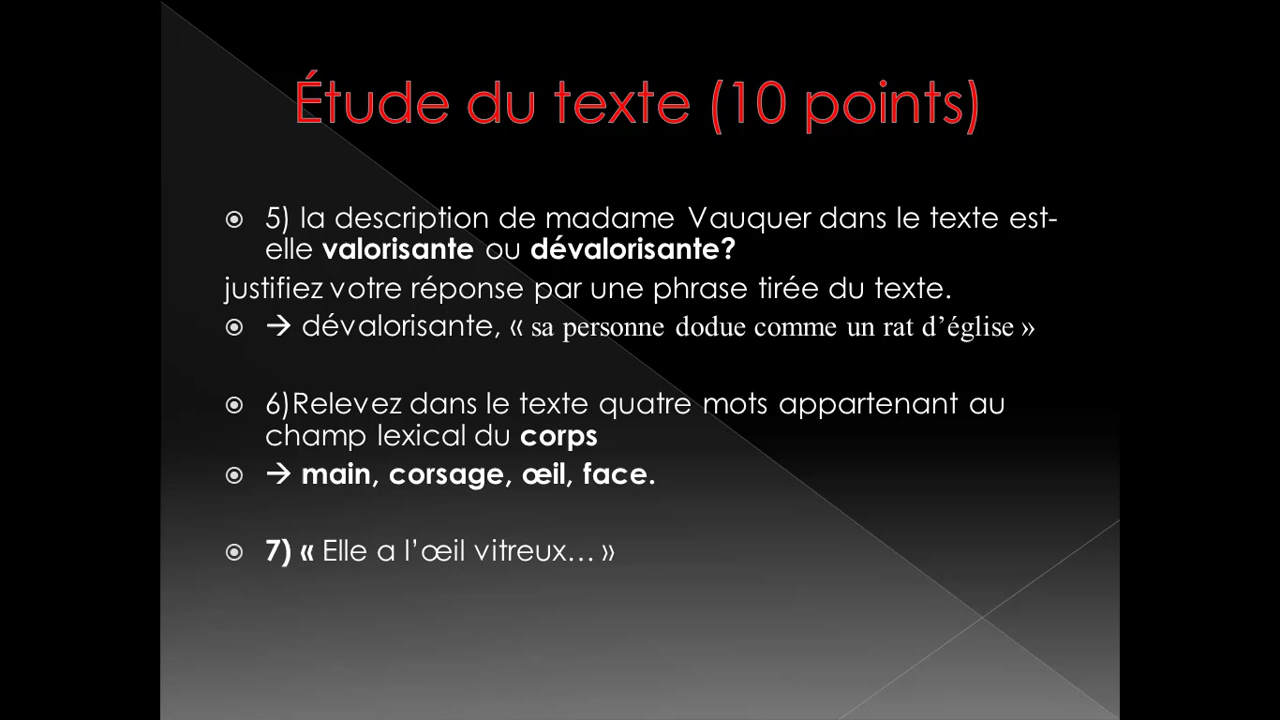 Étude du texte (10 points)
5) la description de madame Vauquer dans le texte est-
elle valorisante ou dévalorisante?
justifiez votre réponse par une phrase tirée du texte.
→ dévalorisante, « sa personne dodue comme un rat d’église »
6)Relevez dans le texte quatre mots appartenant au
champ lexical du corps
→ main, corsage, œil, face.
7) « Elle a l’œil vitreux… »